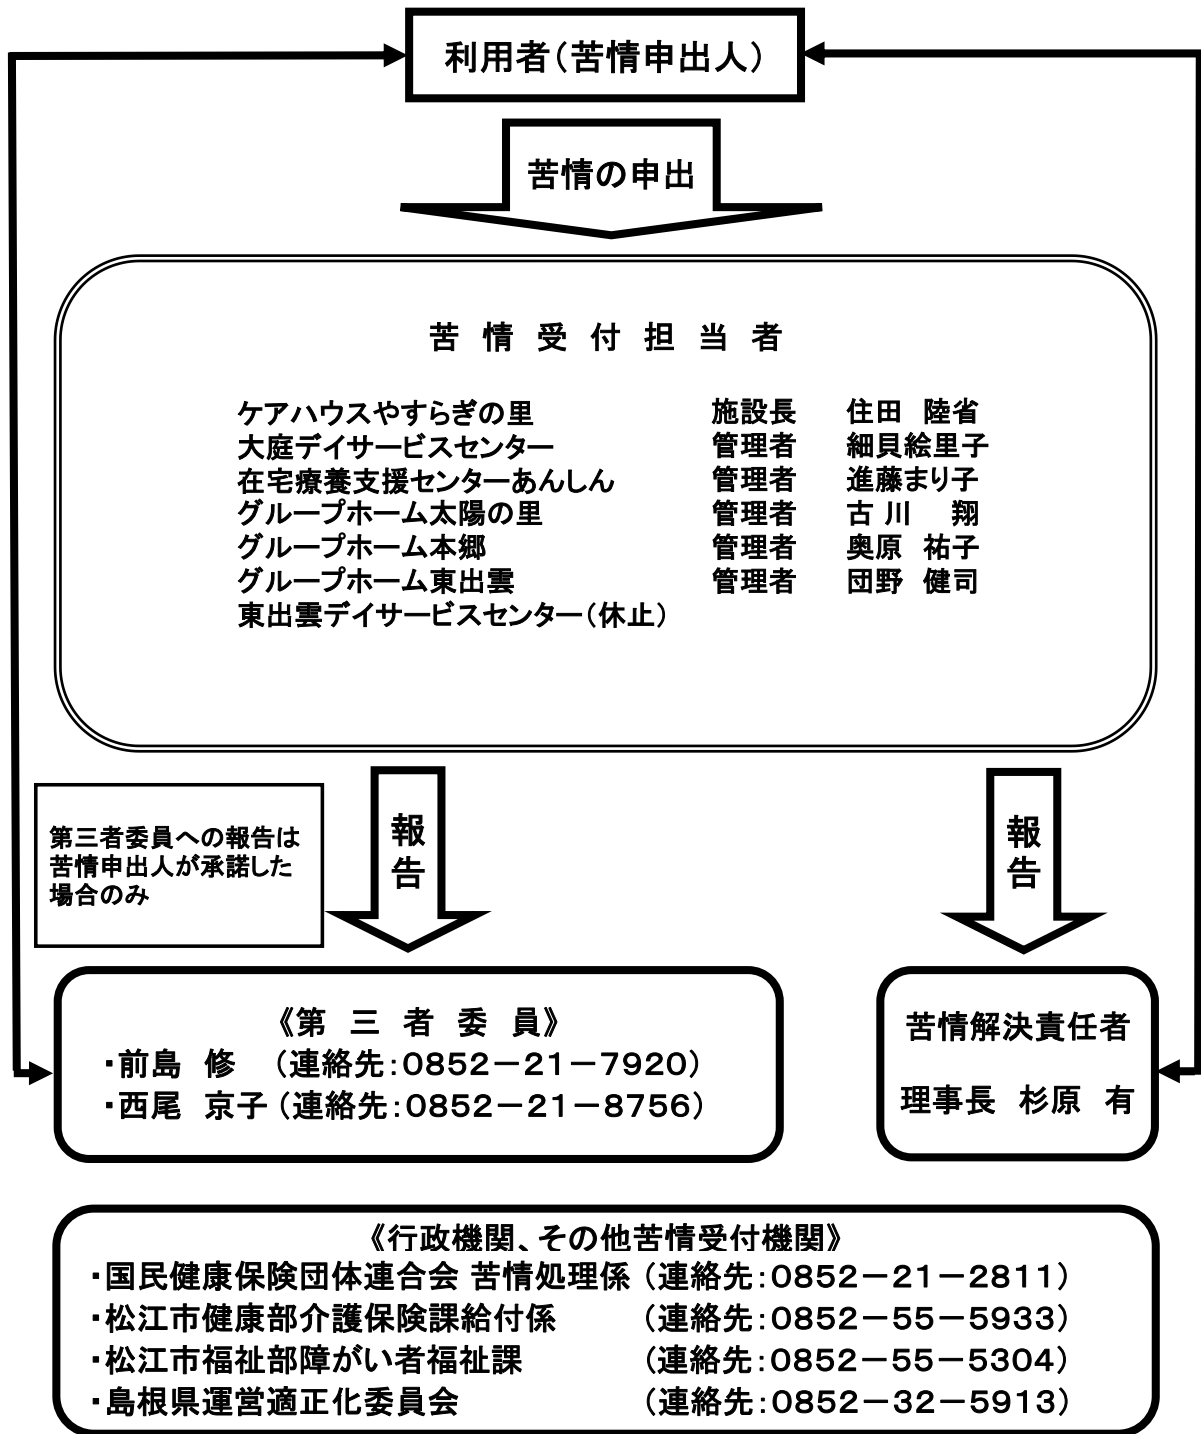 利用者（苦情申出人）
苦情の申出
苦　情　受　付　担　当　者
ケアハウスやすらぎの里　施設長　住田　陸省
大庭デイサービスセンター　管理者　細貝絵里子
在宅療養支援センターあんしん　管理者　進藤まり子
グループホーム太陽の里　管理者　古川　翔
グループホーム本郷　管理者　奥原　祐子
グループホーム東出雲　管理者　団野　健司
東出雲デイサービスセンター（休止）
第三者委員への報告は
苦情申出人が承諾した
場合のみ
報告
報告
《第　三　者　委　員》
・前島　修　（連絡先：０８５２－２１－７９２０）
・西尾　京子（連絡先：０８５２－２１－８７５６）
苦情解決責任者
理事長　杉原　有
《行政機関、その他苦情受付機関》
・国民健康保険団体連合会 苦情処理係（連絡先：０８５２－２１－２８１１）
・松江市健康部介護保険課給付係　（連絡先：０８５２－５５－５９３３）
・松江市福祉部障がい者福祉課　（連絡先：０８５２－５５－５３０４）
・島根県運営適正化委員会　（連絡先：０８５２－３２－５９１３）